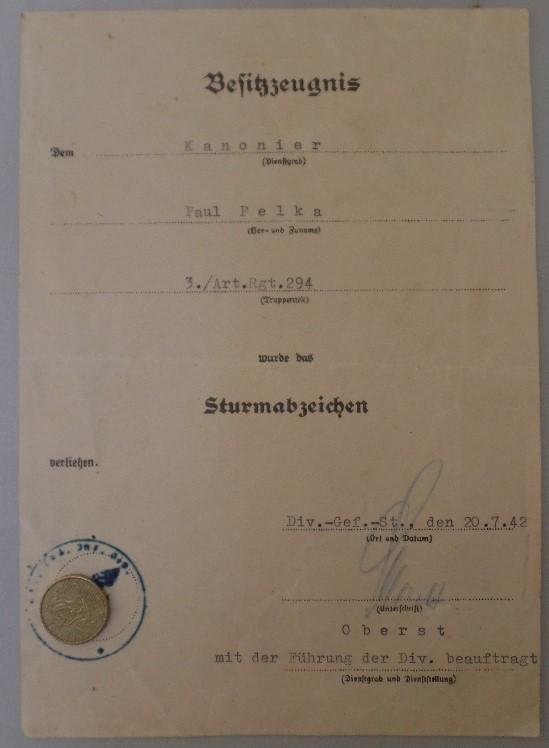 Besitzzeugnis
Dem Kanonier
(Dienstgrad)
Paul Pelka
(Vor- und Zuname)
3./Art.Rgt.294
(Truppenteil)
wurde das
Sturmabzeichen
verliehen.
Div.-Gef.-St., den 20.7.42
(Ort und Datum)
(Unterschrift)
Oberst
mit der Führung der Div. beauftragt
(Dienstgrad und Dienststellung)
Inf. Div.